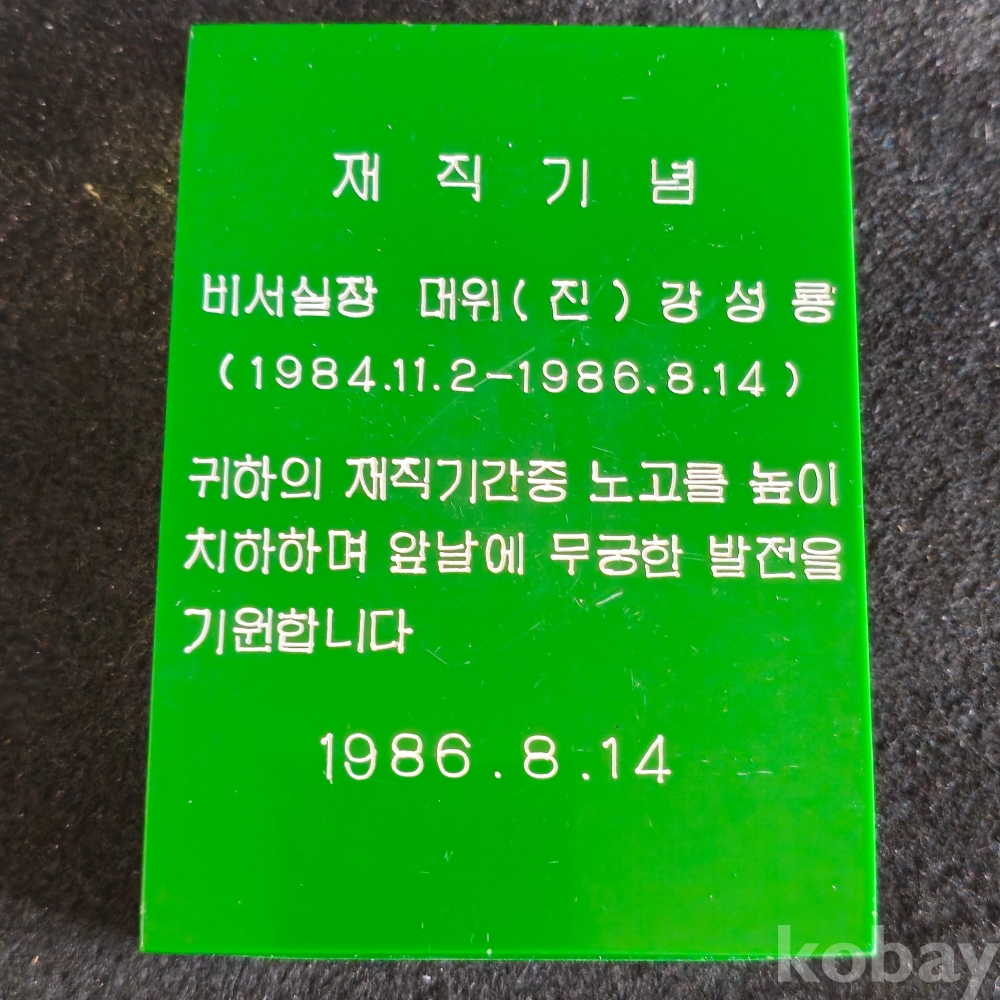 재 직 기 념
비서실장 대위( 진 ) 강 성 룡
(1984.11.2-1986.8.14)
귀하의 재직기간중 노고를 높이
치하하며 앞날에 무궁한 발전을
기원합니다
1986.8.14
kobay